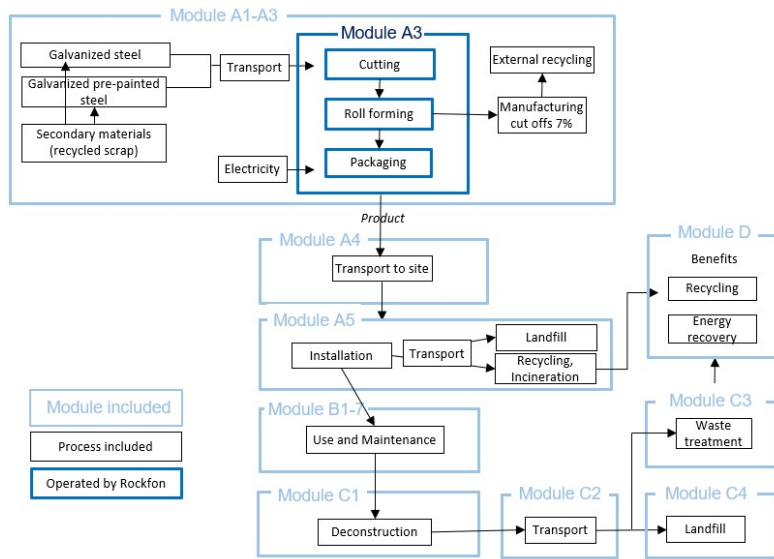 Module A1-A3
Module A3
Galvanized steel
Galvanized pre-painted
steel
Secondary materials
(recycled scrap)
Transport
Electricity
Cutting
Roll forming
Packaging
External recycling
Manufacturing
cut offs 7%
Product
Module A4
Transport to site
Module A5
Installation
Transport
Landfill
Recycling,
Incineration
Module D
Benefits
Recycling
Energy
recovery
Module B1-7
Use and Maintenance
Module C1
Deconstruction
Module C2
Transport
Module C3
Waste
treatment
Module C4
Landfill
Module included
Process included
Operated by Rockfon